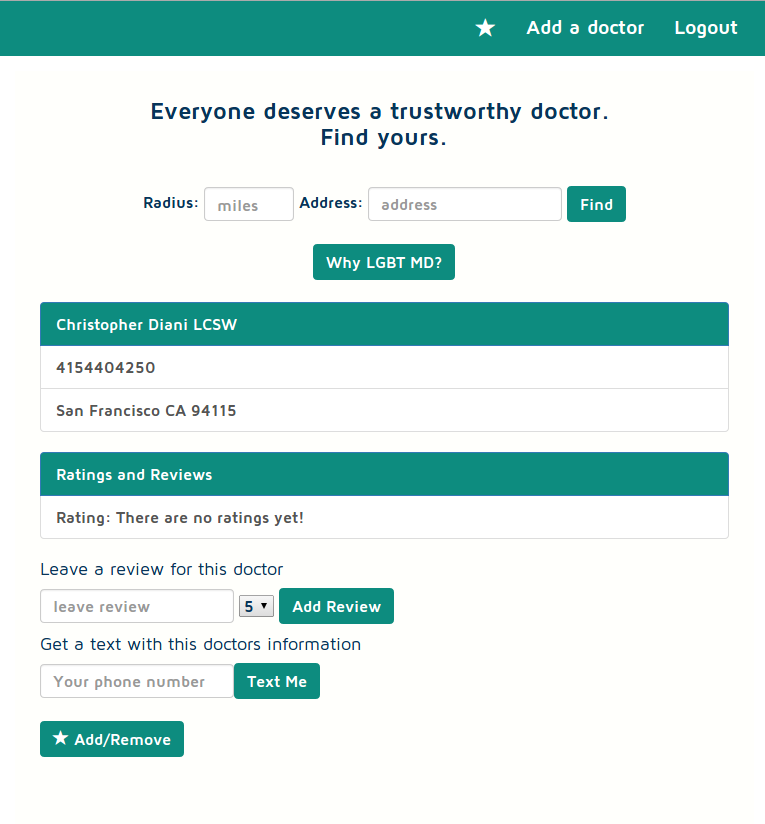 ★ Add a doctor Logout
Everyone deserves a trustworthy doctor.
Find yours.
Radius: miles Address: address Find
Why LGBT MD?
Christopher Diani LCSW
4154404250
San Francisco CA 94115
Ratings and Reviews
Rating: There are no ratings yet!
Leave a review for this doctor
leave review 5 Add Review
Get a text with this doctors information
Your phone number Text Me
★ Add/Remove